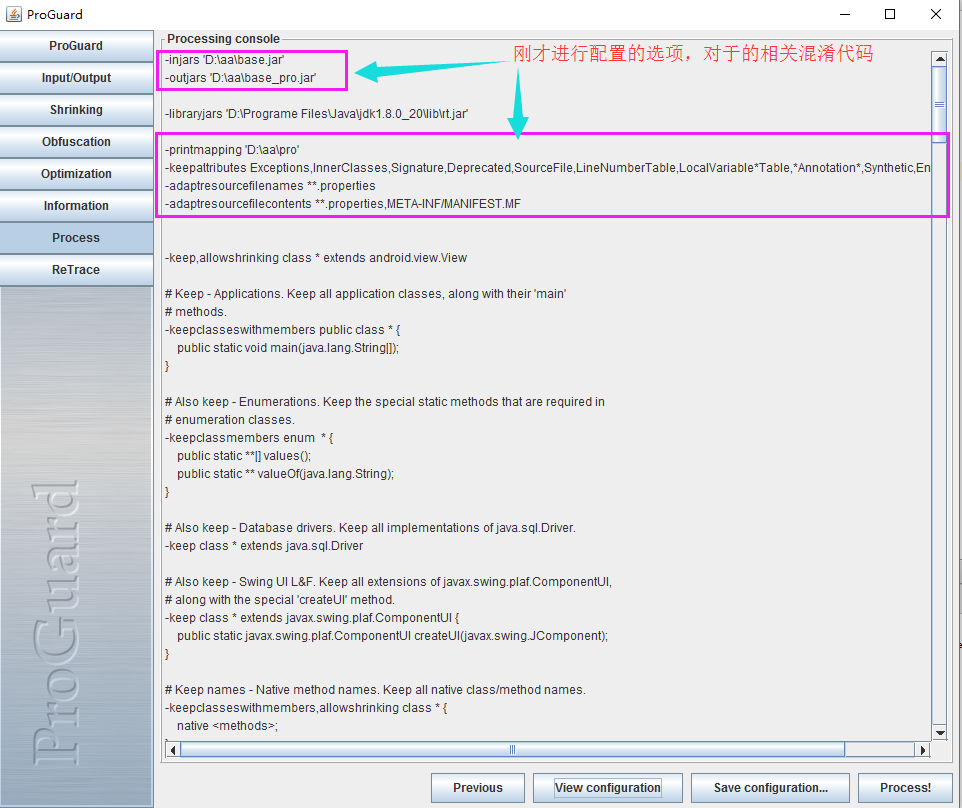 ProGuard
ProGuard
Input/Output
Shrinking
Obfuscation
Optimization
Information
Process
ReTrace
ProGuard
Processing console
刚才进行配置的选项，对于的相关混淆代码
-injars 'D:\aa\base.jar'
-outjars 'D:\aa\base_pro.jar'
-libraryjars 'D:\Programe Files\Java\jdk1.8.0_20\lib\rt.jar'
-printmapping 'D:\aa\pro'
-keepattributes Exceptions,InnerClasses,Signature,Deprecated,SourceFile,LineNumberTable,LocalVariable*Table,*Annotation*,Synthetic,En
-adaptresourcefilenames **.properties
-adaptresourcefilecontents **.properties,META-INF/MANIFEST.MF
-keep,allowshrinking class * extends android.view.View
# Keep - Applications. Keep all application classes, along with their 'main'
# methods.
-keepclasseswithmembers public class * {
public static void main(java.lang.String[]);
}
# Also keep - Enumerations. Keep the special static methods that are required in
# enumeration classes.
-keepclassmembers enum  * {
public static **[] values();
public static ** valueOf(java.lang.String);
}
# Also keep - Database drivers. Keep all implementations of java.sql.Driver.
-keep class * extends java.sql.Driver
# Also keep - Swing UI L&F. Keep all extensions of javax.swing.plaf.ComponentUI,
# along with the special 'createUI' method.
-keep class * extends javax.swing.plaf.ComponentUI {
public static javax.swing.plaf.ComponentUI createUI(javax.swing.JComponent);
}
# Keep names - Native method names. Keep all native class/method names.
-keepclasseswithmembers,allowshrinking class * {
native <methods>;
Previous
View configuration
Save configuration...
Process!